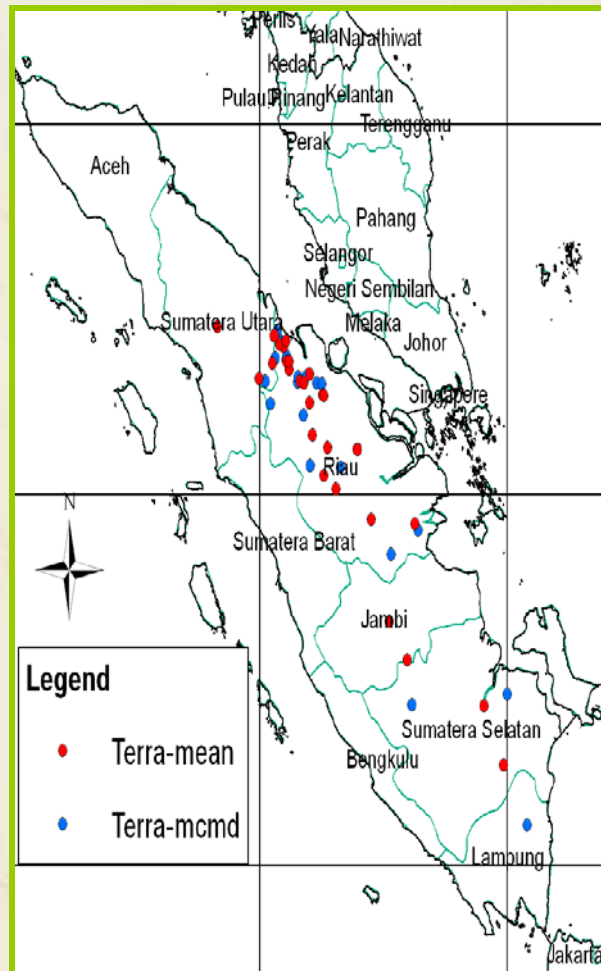 Perlis
Yala
Narathiwat
Kedah
Pulau Pinang
Kelantan
Terengganu
Perak
Aceh
Pahang
Selangor
Negeri Sembilan
Sumatera Utara
Melaka
Johor
Singapore
Riau
N
Sumatera Barat
Jambi
Legend
Terra-mean
Sumatera Selatan
Bengkulu
Terra-mcmd
Lampung
Jakarta